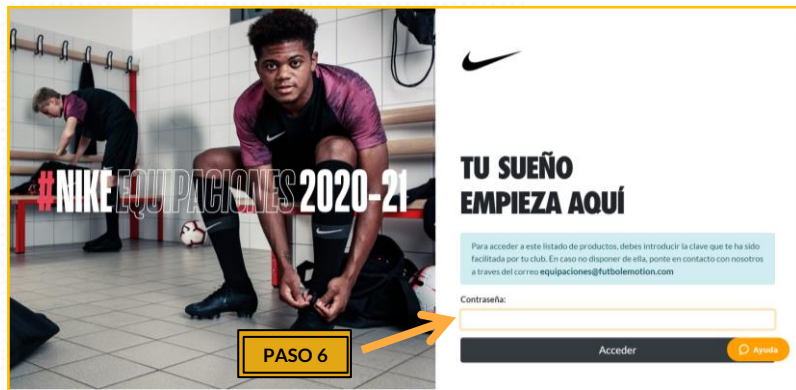 #NIKE EQUIPACIONES 2020-21
TU SUEÑO
EMPIEZA AQUÍ
Para acceder a este listado de productos, debes introducir la clave que te ha sido
facilitada por tu club. En caso no disponer de ella, ponte en contacto con nosotros
a traves del correo equipaciones@futbolemotion.com
Contraseña:
Acceder
Ayuda
PASO 6